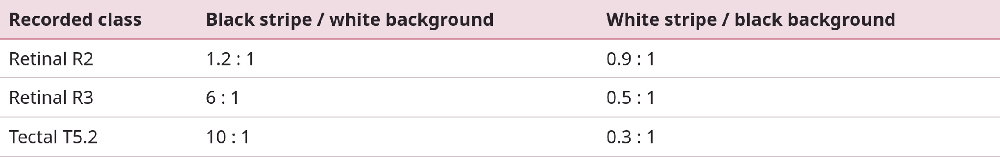 Recorded class Black stripe / white background White stripe / black background
Retinal R2 1.2 : 1 0.9 : 1
Retinal R3 6 : 1 0.5 : 1
Tectal T5.2 10 : 1 0.3 : 1